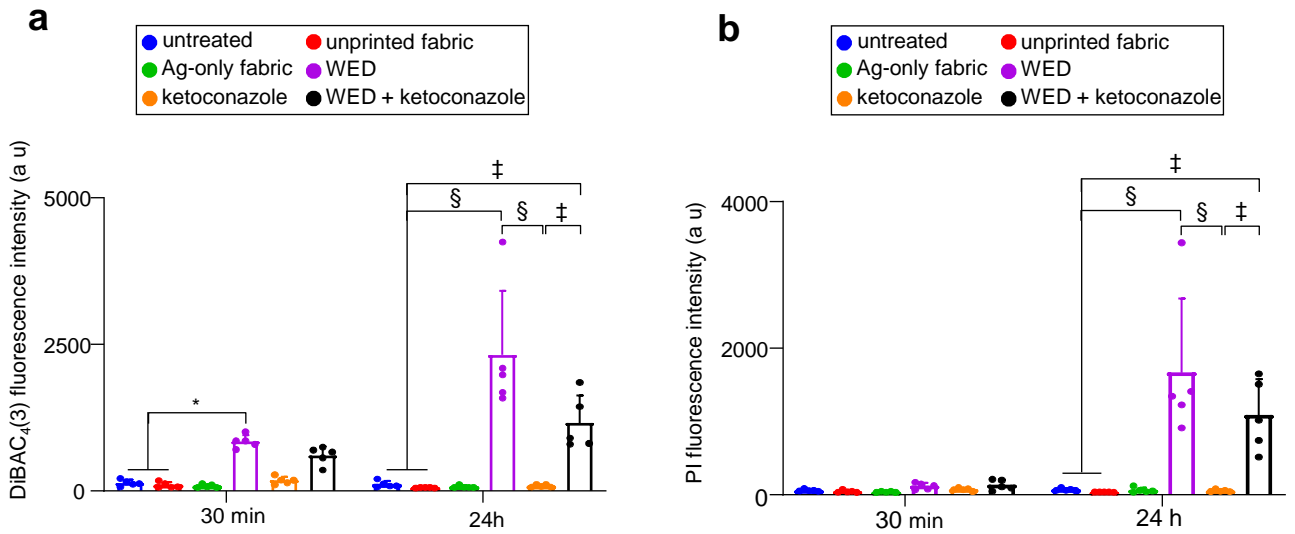 a
untreated
unprinted fabric
Ag-only fabric
WED
ketoconazole
WED + ketoconazole
DiBAC4(3) fluorescence intensity (a u)
5000
2500
0
*
‡
§
§
‡
30 min
24h
b
untreated
unprinted fabric
Ag-only fabric
WED
ketoconazole
WED + ketoconazole
PI fluorescence intensity (a u)
4000
2000
0
‡
§
§
‡
30 min
24 h